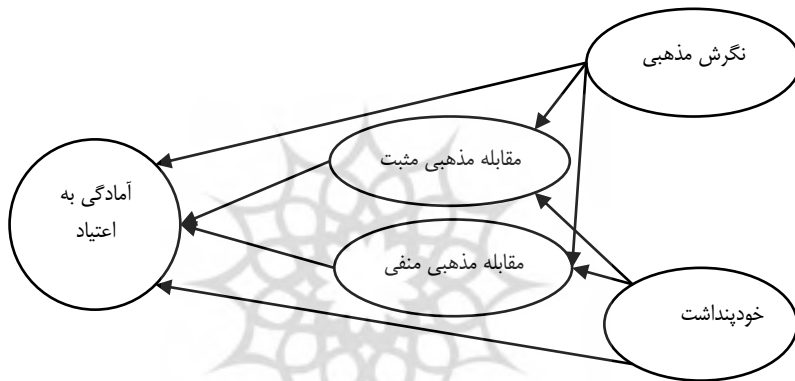 نگرش مذهبی
مقابله مذهبی مثبت
آمادگی به
اعتیاد
مقابله مذهبی منفی
خودپنداشت